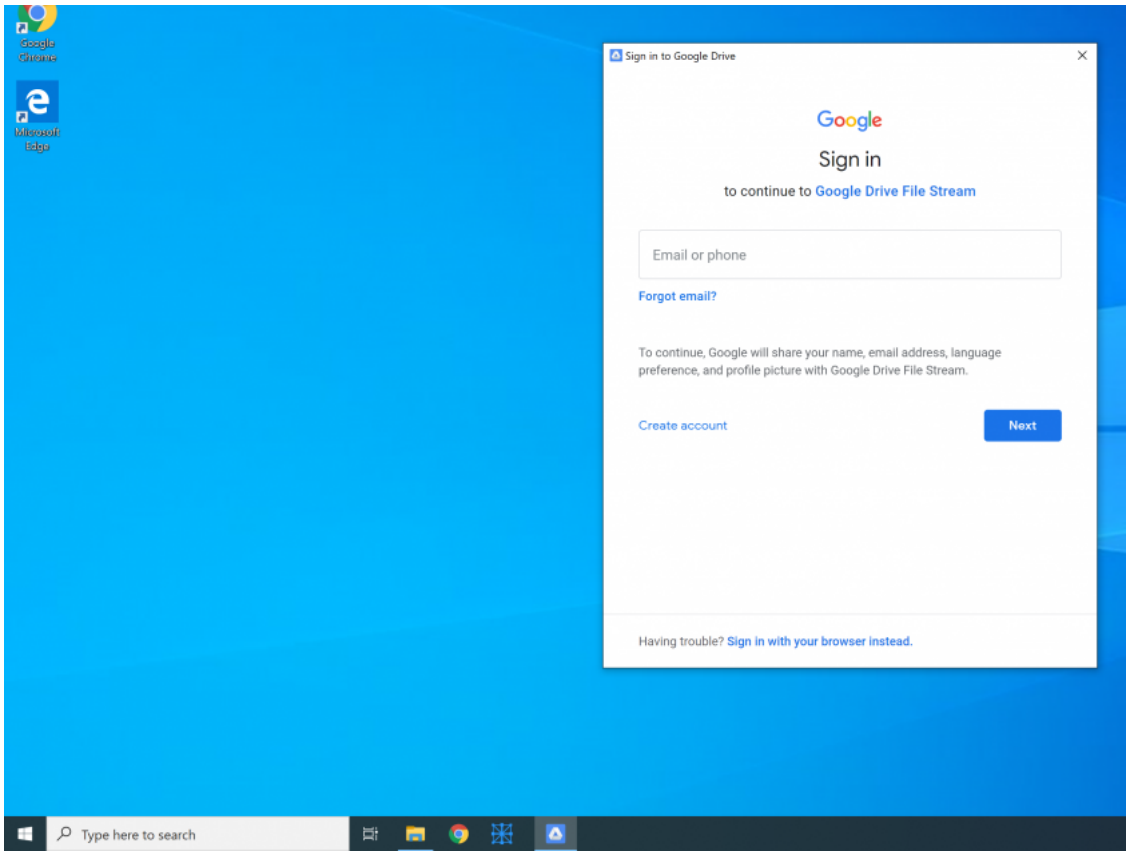 Google
Chrome
Microsoft
Edge
Sign in to Google Drive
Google
Sign in
to continue to Google Drive File Stream
Email or phone
Forgot email?
To continue, Google will share your name, email address, language
preference, and profile picture with Google Drive File Stream.
Create account
Next
Having trouble? Sign in with your browser instead.
Type here to search